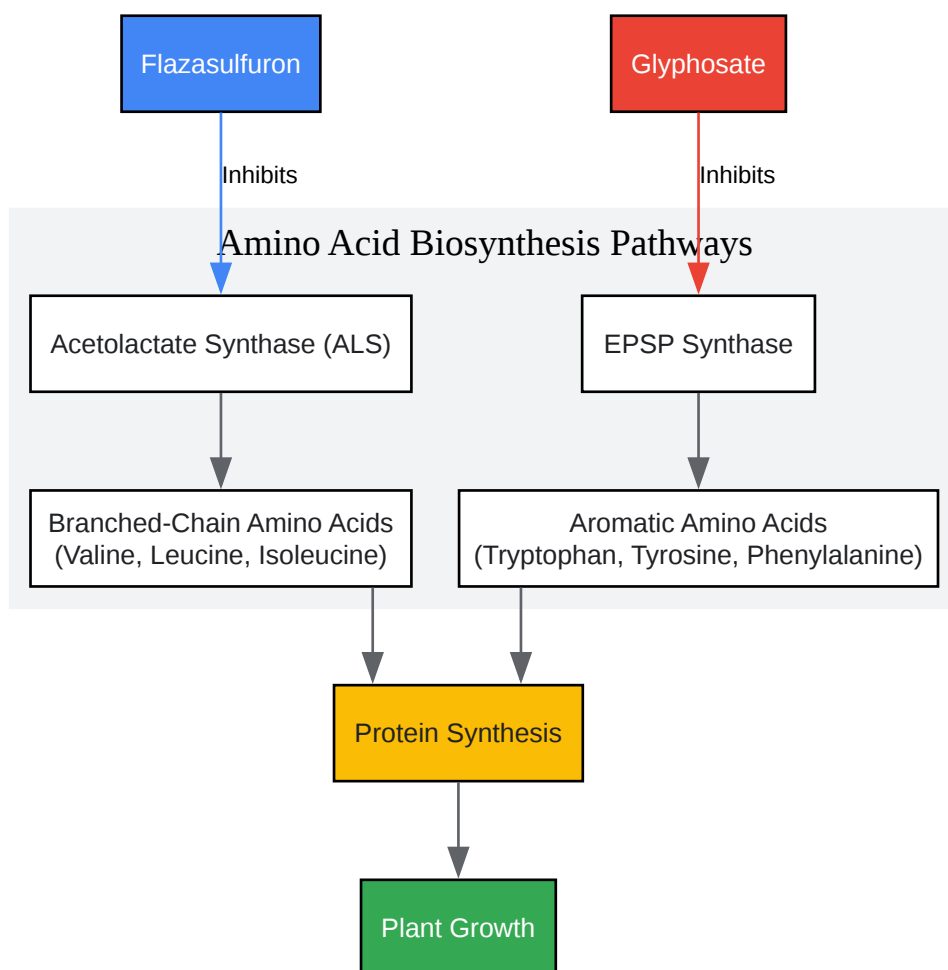 Flazasulfuron
Glyphosate
Inhibits
Inhibits
Amino Acid Biosynthesis Pathways
Acetolactate Synthase (ALS)
EPSP Synthase
Branched-Chain Amino Acids
(Valine, Leucine, Isoleucine)
Aromatic Amino Acids
(Tryptophan, Tyrosine, Phenylalanine)
Protein Synthesis
Plant Growth